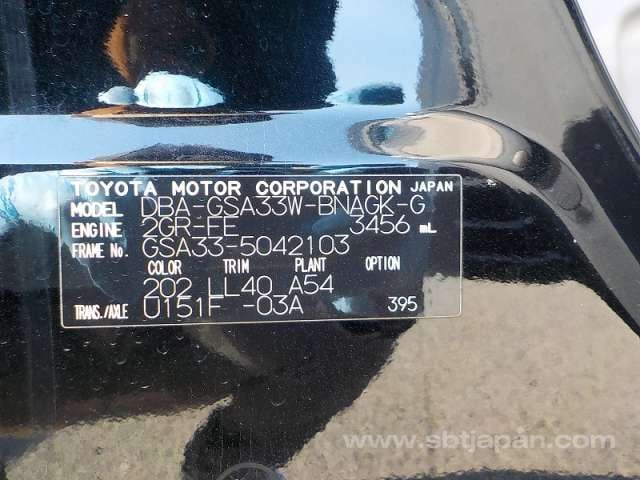 TOYOTA MOTOR CORPORATION JAPAN
MODEL DBA-GSA33W-BNAGK-G
ENGINE 2GR-FE 3456 mL
FRAME No. GSA33-5042103
COLOR TRIM PLANT OPTION
202 LL40 A54
TRANS./AXLE U151F -03A 395
www.sbtjapan.com/